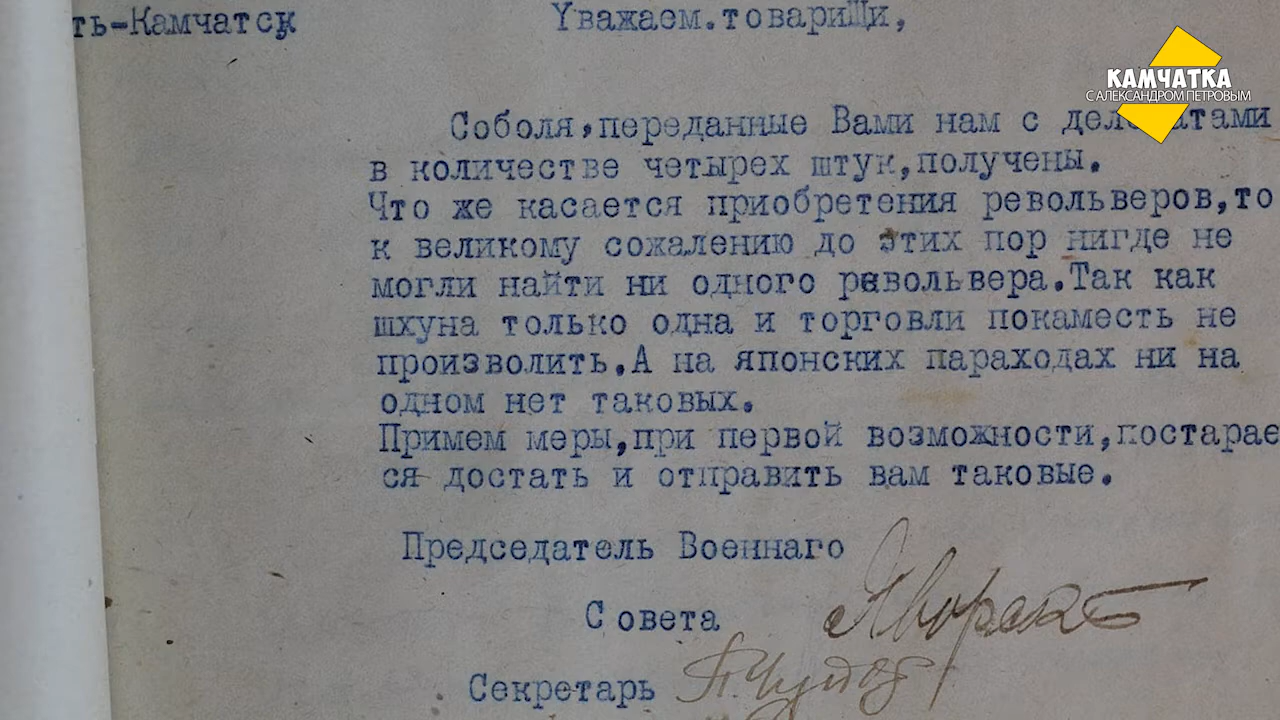 ть-Камчатск
Уважаем.товариЩи,
КАМЧАТКА
С АЛЕКСАНДРОМ ПЕТРОВЫМ
Соболя,переданные Вами нам с делегатами
в количестве четырех штук,получены.
Что же касается приобретения револьверов,то
к великому сожалению до этих пор нигде не
могли найти ни одного револьвера.Так как
шхуна только одна и торговли покаместь не
произволить.А на японских параходах ни на
одном нет таковых.
Примем меры,при первой возможности,постарае
ся достать и отправить вам таковые.
Председатель Военнаго
Совета
Яворск
Секретарь